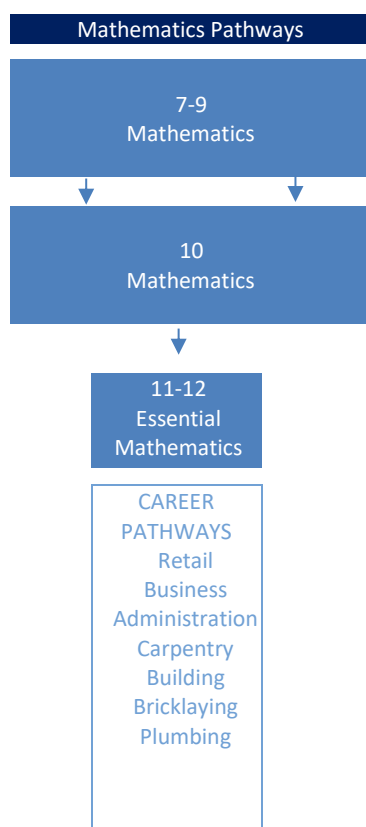 Mathematics Pathways
7-9
Mathematics
10
Mathematics
11-12
Essential
Mathematics
CAREER
PATHWAYS
Retail
Business
Administration
Carpentry
Building
Bricklaying
Plumbing